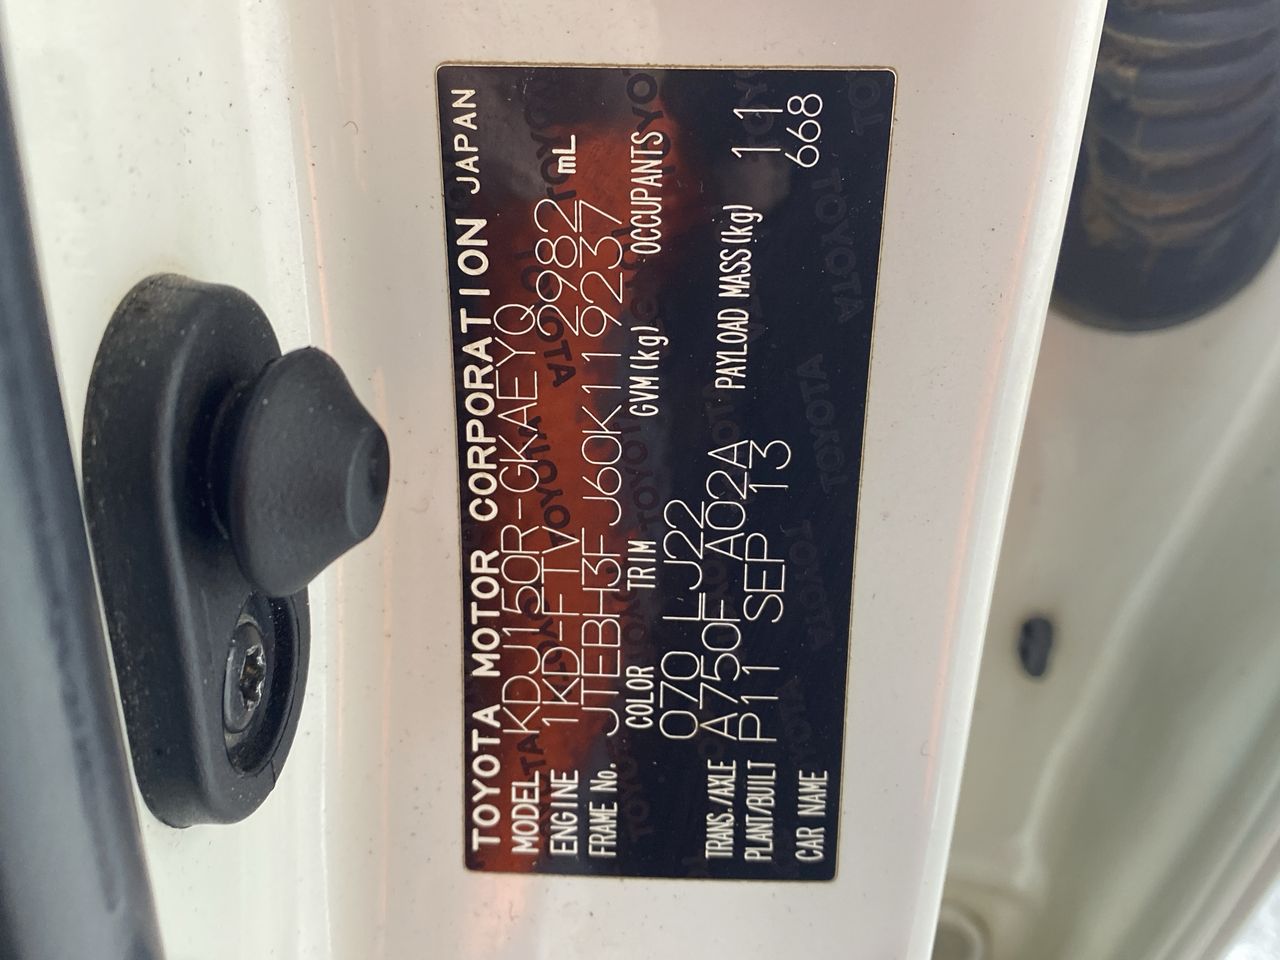 TOYOTA MOTOR CORPORATION JAPAN
MODEL KDJ150R-GKAEYQ
ENGINE 1KD-FTV 2982 mL
FRAME No. JTEBH3FJ60K119237
COLOR TRIM GVM(kg) OCCUPANTS
070 LJ22
TRANS./AXLE A750F A02A PAYLOAD MASS(kg) 11
PLANT/BUILT P11 SEP 13
CAR NAME 668